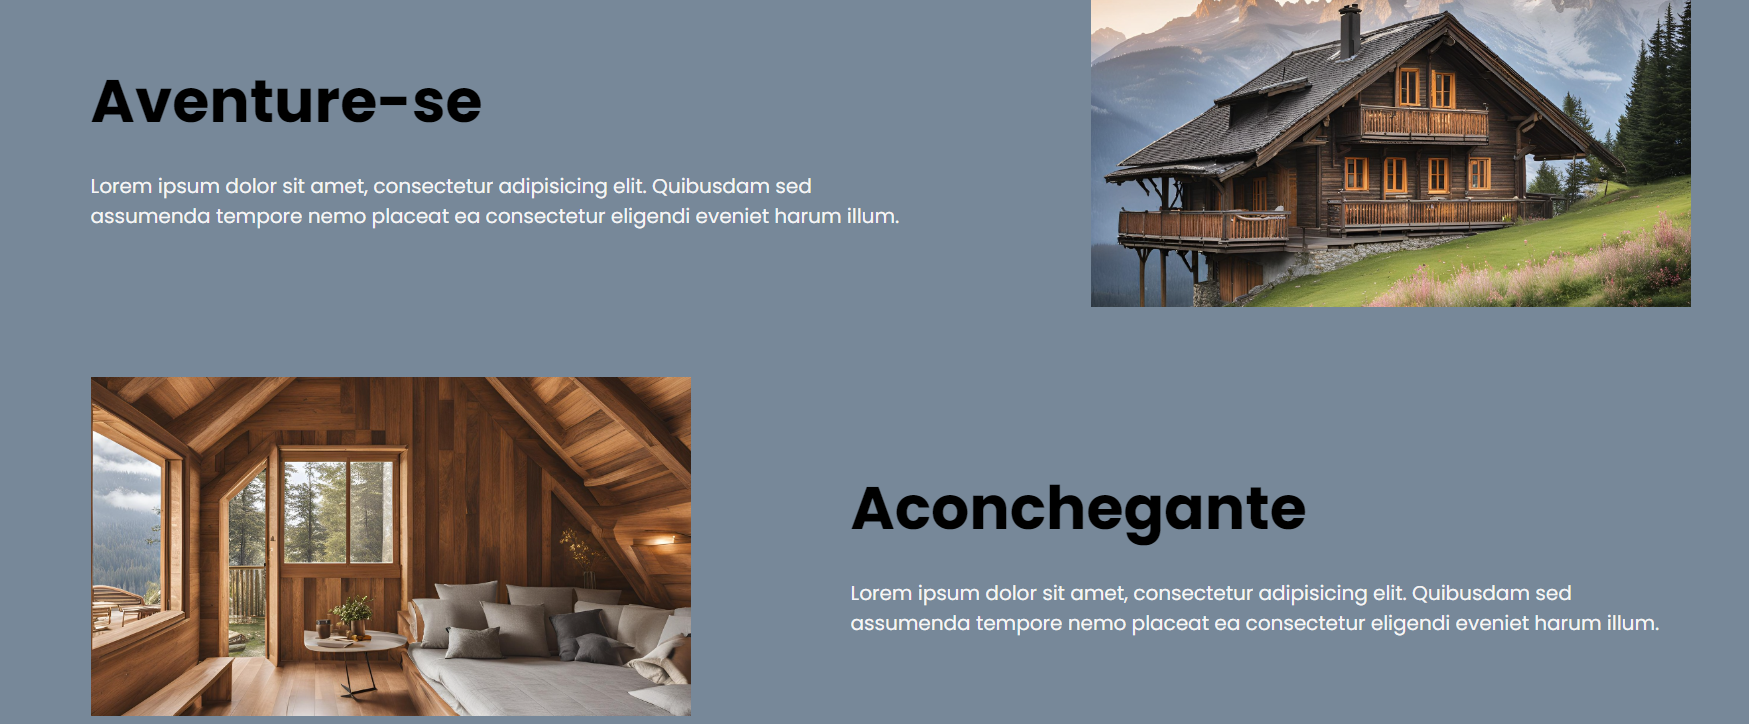 Aventure-se
Lorem ipsum dolor sit amet, consectetur adipisicing elit. Quibusdam sed
assumenda tempore nemo placeat ea consectetur eligendi eveniet harum illum.
Aconchegante
Lorem ipsum dolor sit amet, consectetur adipisicing elit. Quibusdam sed
assumenda tempore nemo placeat ea consectetur eligendi eveniet harum illum.